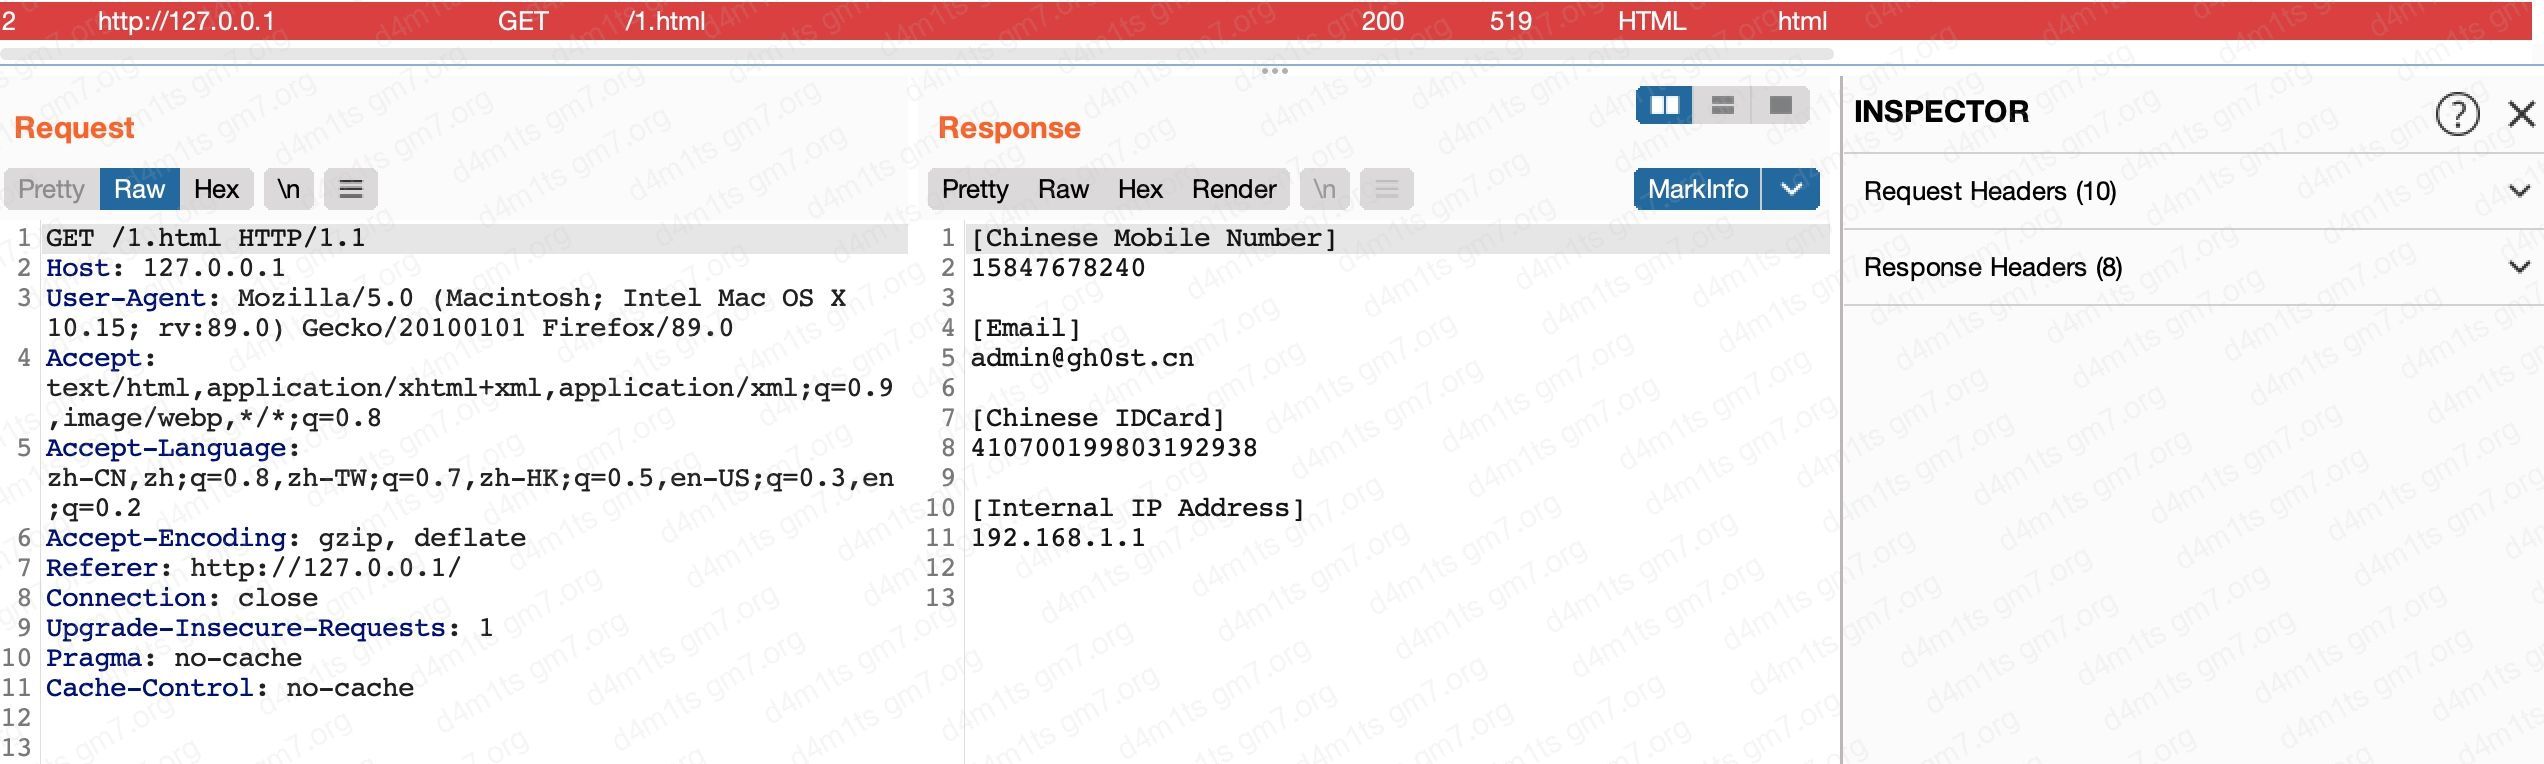 2 http://127.0.0.1 GET /1.html 200 519 HTML html
Request
Pretty Raw Hex \n
1 GET /1.html HTTP/1.1
2 Host: 127.0.0.1
3 User-Agent: Mozilla/5.0 (Macintosh; Intel Mac OS X
10.15; rv:89.0) Gecko/20100101 Firefox/89.0
4 Accept:
text/html,application/xhtml+xml,application/xml;q=0.9
,image/webp,*/*;q=0.8
5 Accept-Language:
zh-CN,zh;q=0.8,zh-TW;q=0.7,zh-HK;q=0.5,en-US;q=0.3,en
;q=0.2
6 Accept-Encoding: gzip, deflate
7 Referer: http://127.0.0.1/
8 Connection: close
9 Upgrade-Insecure-Requests: 1
10 Pragma: no-cache
11 Cache-Control: no-cache
12
13
Response
Pretty Raw Hex Render \n MarkInfo
1 [Chinese Mobile Number]
2 15847678240
3
4 [Email]
5 admin@gh0st.cn
6
7 [Chinese IDCard]
8 410700199803192938
9
10 [Internal IP Address]
11 192.168.1.1
12
13
INSPECTOR
?
Request Headers (10)
Response Headers (8)
d4m1ts gm7.org